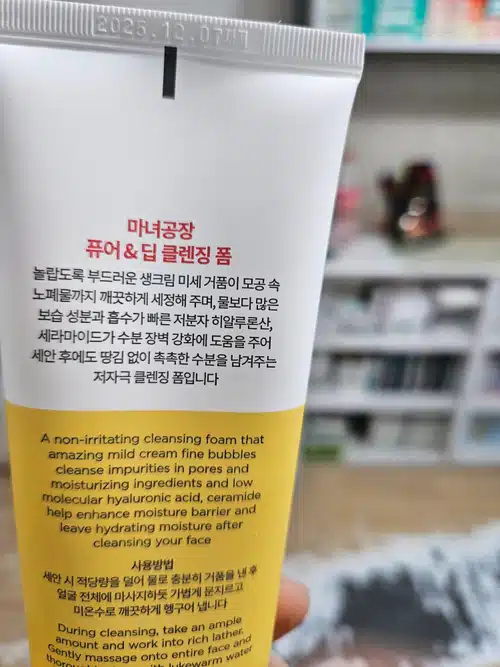 2025.12.07까지
마녀공장
퓨어 & 딥 클렌징 폼
놀랍도록 부드러운 생크림 미세 거품이 모공 속
노폐물까지 깨끗하게 세정해 주며, 물보다 많은
보습 성분과 흡수가 빠른 저분자 히알루론산,
세라마이드가 수분 장벽 강화에 도움을 주어
세안 후에도 땅김 없이 촉촉한 수분을 남겨주는
저자극 클렌징 폼입니다
A non-irritating cleansing foam that
amazing mild cream fine bubbles
cleanse impurities in pores and
moisturizing ingredients and low
molecular hyaluronic acid, ceramide
help enhance moisture barrier and
leave hydrating moisture after
cleansing your face
사용방법
세안 시 적당량을 덜어 물로 충분히 거품을 낸 후
얼굴 전체에 마사지하듯 가볍게 문지르고
미온수로 깨끗하게 헹구어 냅니다
During cleansing, take an ample
amount and work into rich lather.
Gently massage onto entire face and
with lukewarm water